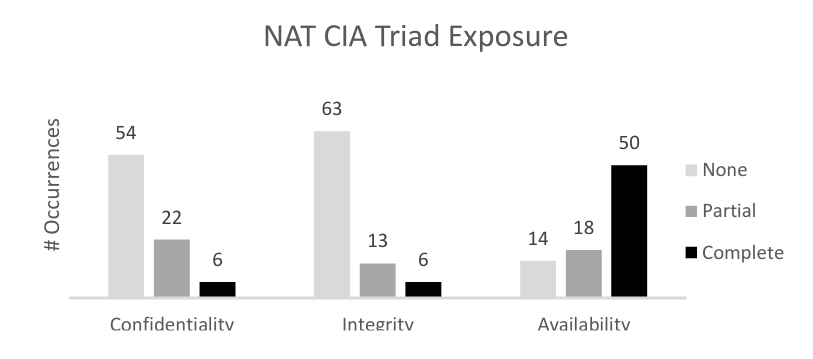 NAT CIA Triad Exposure
# Occurrences
54
22
6
63
13
6
14
18
50
None
Partial
Complete
Confidentiality
Integrity
Availability